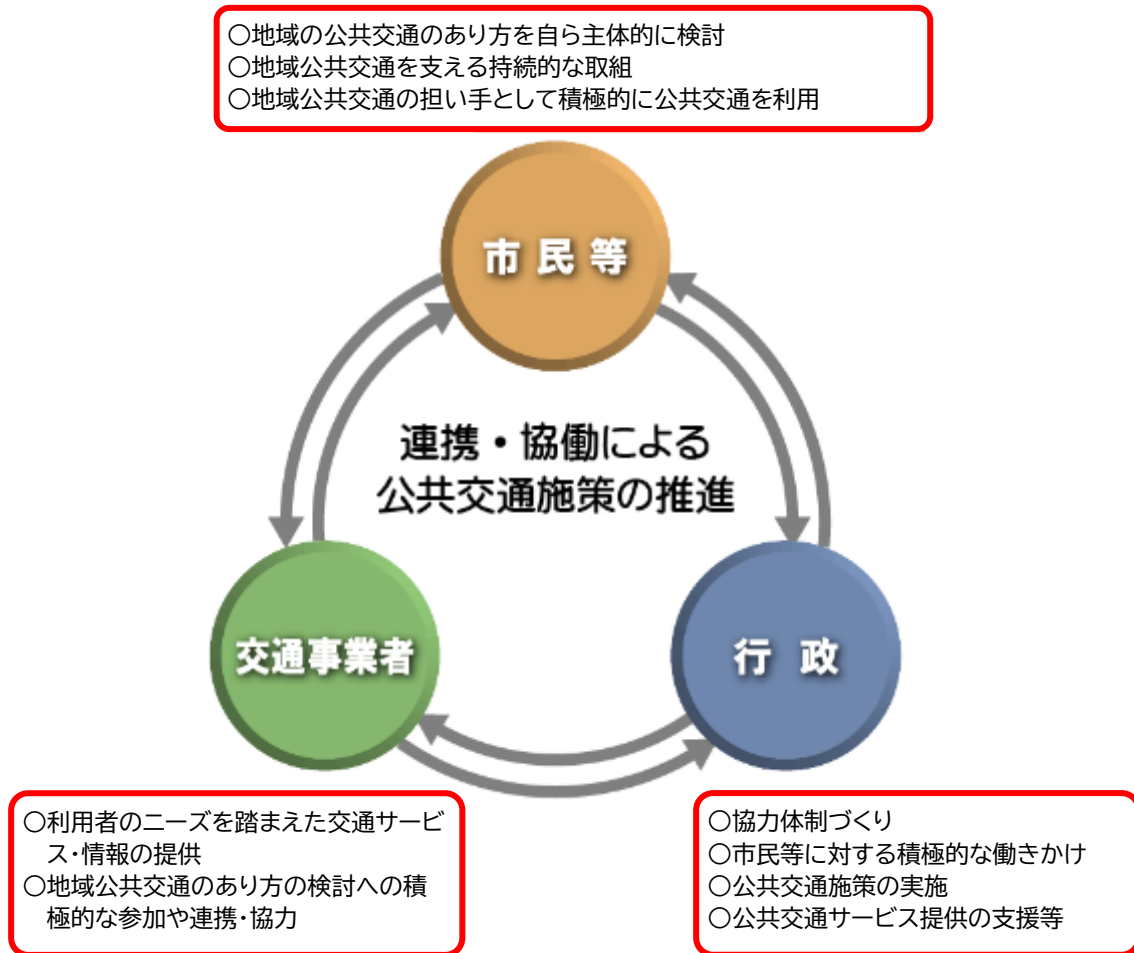 ○地域の公共交通のあり方を自ら主体的に検討
○地域公共交通を支える持続的な取組
○地域公共交通の担い手として積極的に公共交通を利用
市民等
連携・協働による
公共交通施策の推進
交通事業者
行政
○利用者のニーズを踏まえた交通サービ
ス・情報の提供
○地域公共交通のあり方の検討への積
極的な参加や連携・協力
○協力体制づくり
○市民等に対する積極的な働きかけ
○公共交通施策の実施
○公共交通サービス提供の支援等